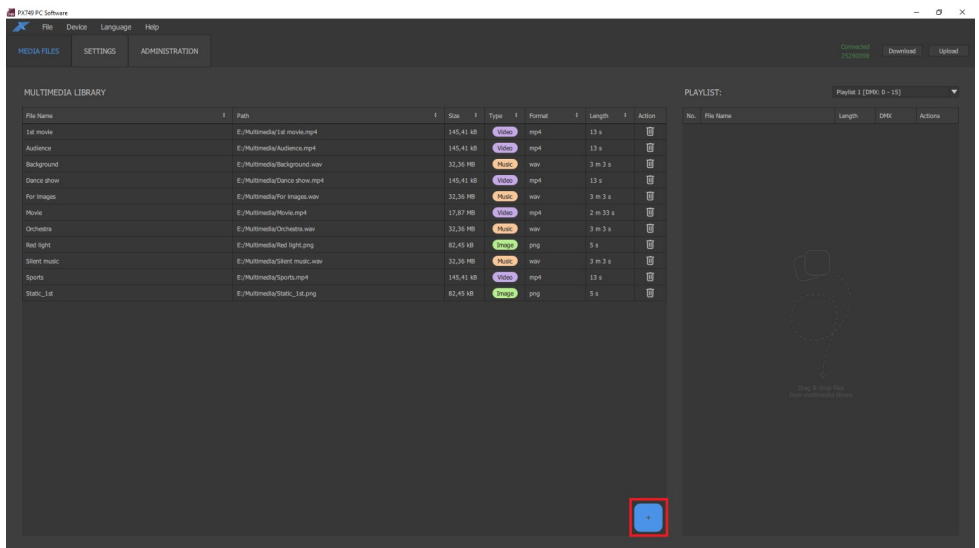 PX749 PC Software
File Device Language Help
MEDIA FILES SETTINGS ADMINISTRATION
Connected
25290098
Download Upload
MULTIMEDIA LIBRARY
PLAYLIST: Playlist 1 [DMX: 0 - 15]
File Name Path Size Type Format Length Action
No. File Name Length DMX Actions
1st movie E:/Multimedia/1st movie.mp4 145,41 kB Video mp4 13 s
Audience E:/Multimedia/Audience.mp4 145,41 kB Video mp4 13 s
Background E:/Multimedia/Background.wav 32,36 MB Music wav 3 m 3 s
Dance show E:/Multimedia/Dance show.mp4 145,41 kB Video mp4 13 s
For images E:/Multimedia/For images.wav 32,36 MB Music wav 3 m 3 s
Movie E:/Multimedia/Movie.mp4 17,87 MB Video mp4 2 m 33 s
Orchestra E:/Multimedia/Orchestra.wav 32,36 MB Music wav 3 m 3 s
Red light E:/Multimedia/Red light.png 82,45 kB Image png 5 s
Silent music E:/Multimedia/Silent music.wav 32,36 MB Music wav 3 m 3 s
Sports E:/Multimedia/Sports.mp4 145,41 kB Video mp4 13 s
Static_1st E:/Multimedia/Static_1st.png 82,45 kB Image png 5 s
Drag & drop files
from multimedia library
+